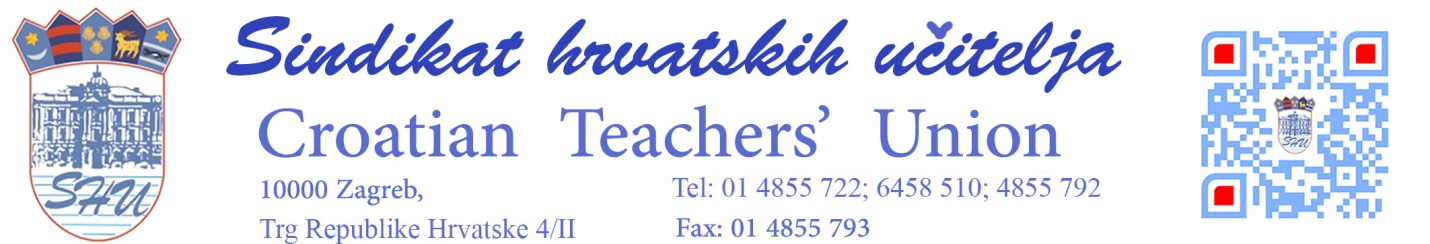 Sindikat hrvatskih učitelja
Croatian Teachers' Union
10000 Zagreb,
Tel: 01 4855 722; 6458 510; 4855 792
Trg Republike Hrvatske 4/II
Fax: 01 4855 793
SHU
SHU